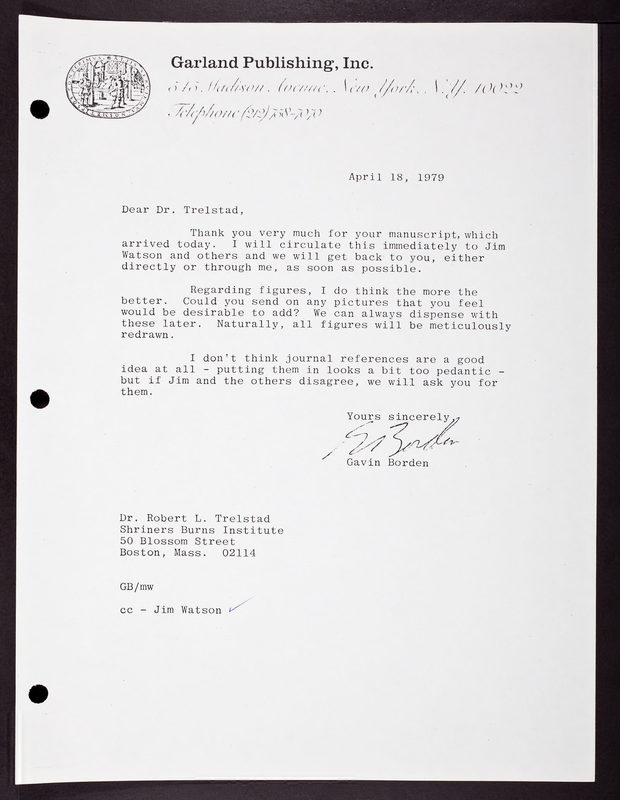 Garland Publishing, Inc.
545 Madison Avenue, New York, N.Y. 10022
Telephone (212) 758-7070
April 18, 1979
Dear Dr. Trelstad,
Thank you very much for your manuscript, which
arrived today. I will circulate this immediately to Jim
Watson and others and we will get back to you, either
directly or through me, as soon as possible.
Regarding figures, I do think the more the
better. Could you send on any pictures that you feel
would be desirable to add? We can always dispense with
these later. Naturally, all figures will be meticulously
redrawn.
I don't think journal references are a good
idea at all - putting them in looks a bit too pedantic -
but if Jim and the others disagree, we will ask you for
them.
Yours sincerely,
Borden
Gavin Borden
Dr. Robert L. Trelstad
Shriners Burns Institute
50 Blossom Street
Boston, Mass. 02114
GB/mw
cc - Jim Watson